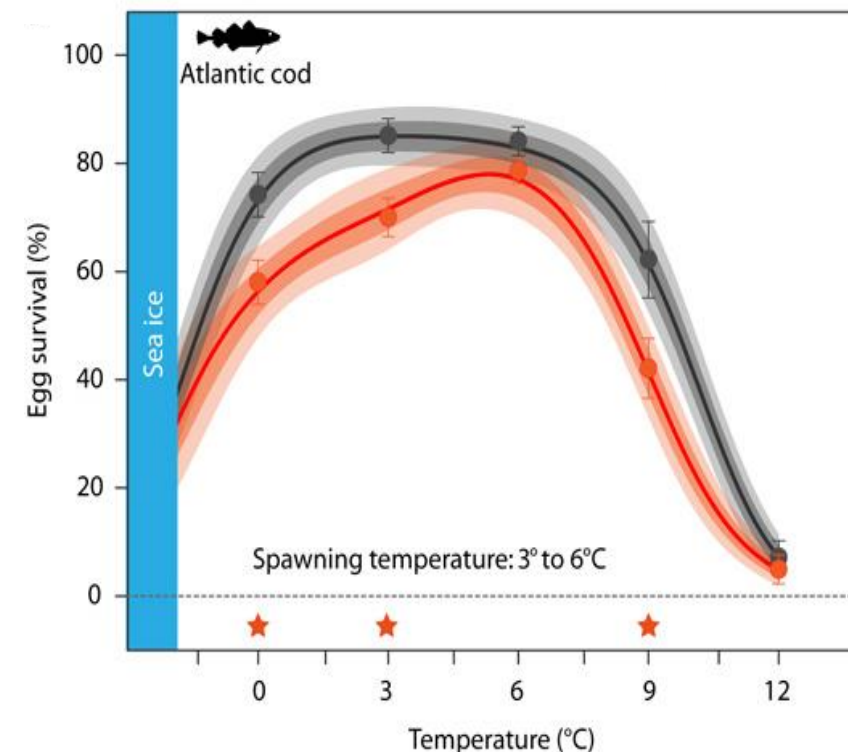 Atlantic cod
100
80
60
40
20
0
Egg survival (%)
Sea ice
Spawning temperature: 3° to 6°C
0 3 6 9 12
Temperature (°C)